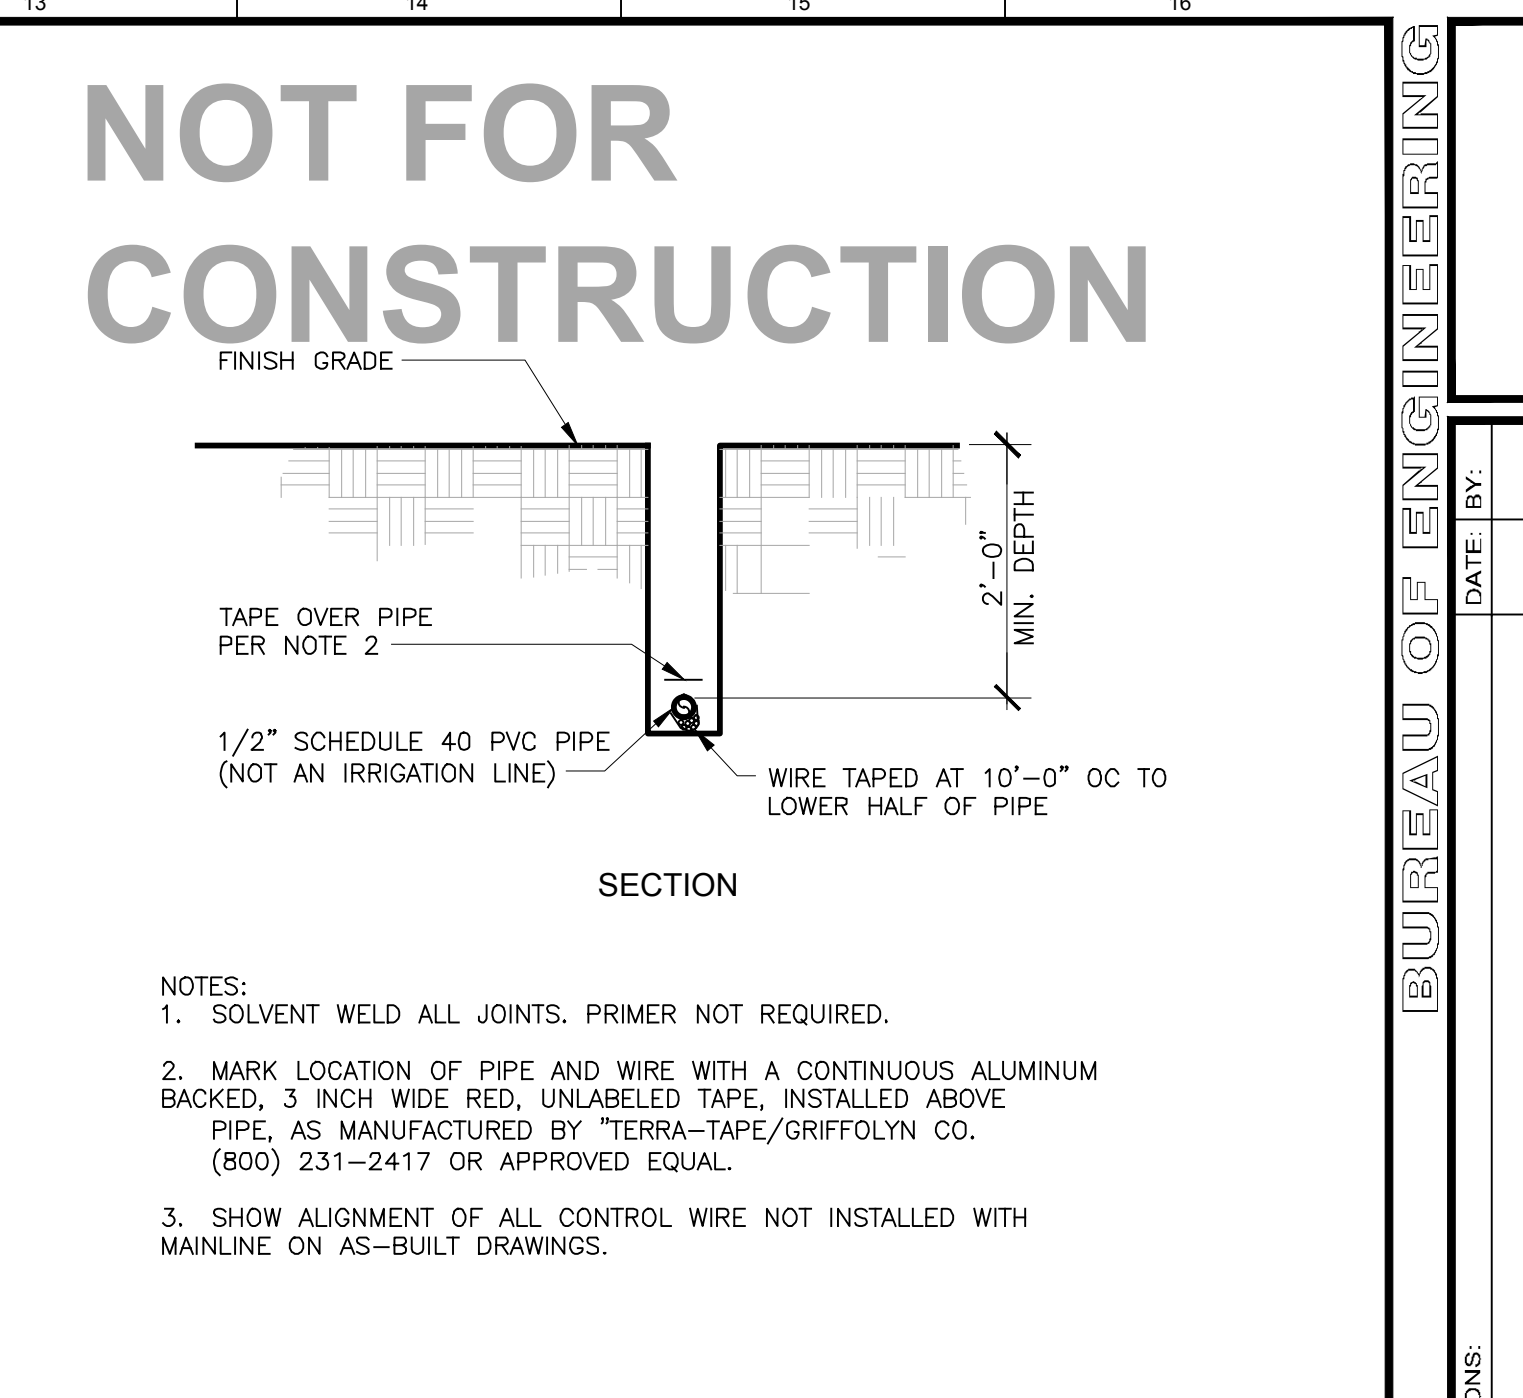 13 14 15 16
NOT FOR
CONSTRUCTION
FINISH GRADE
2'-0"
MIN. DEPTH
TAPE OVER PIPE
PER NOTE 2
1/2" SCHEDULE 40 PVC PIPE
(NOT AN IRRIGATION LINE)
WIRE TAPED AT 10'-0" OC TO
LOWER HALF OF PIPE
SECTION
NOTES:
1. SOLVENT WELD ALL JOINTS. PRIMER NOT REQUIRED.
2. MARK LOCATION OF PIPE AND WIRE WITH A CONTINUOUS ALUMINUM
BACKED, 3 INCH WIDE RED, UNLABELED TAPE, INSTALLED ABOVE
PIPE, AS MANUFACTURED BY "TERRA-TAPE/GRIFFOLYN CO.
(800) 231-2417 OR APPROVED EQUAL.
3. SHOW ALIGNMENT OF ALL CONTROL WIRE NOT INSTALLED WITH
MAINLINE ON AS-BUILT DRAWINGS.
BUREAU OF ENGINEERING
BY:
DATE: